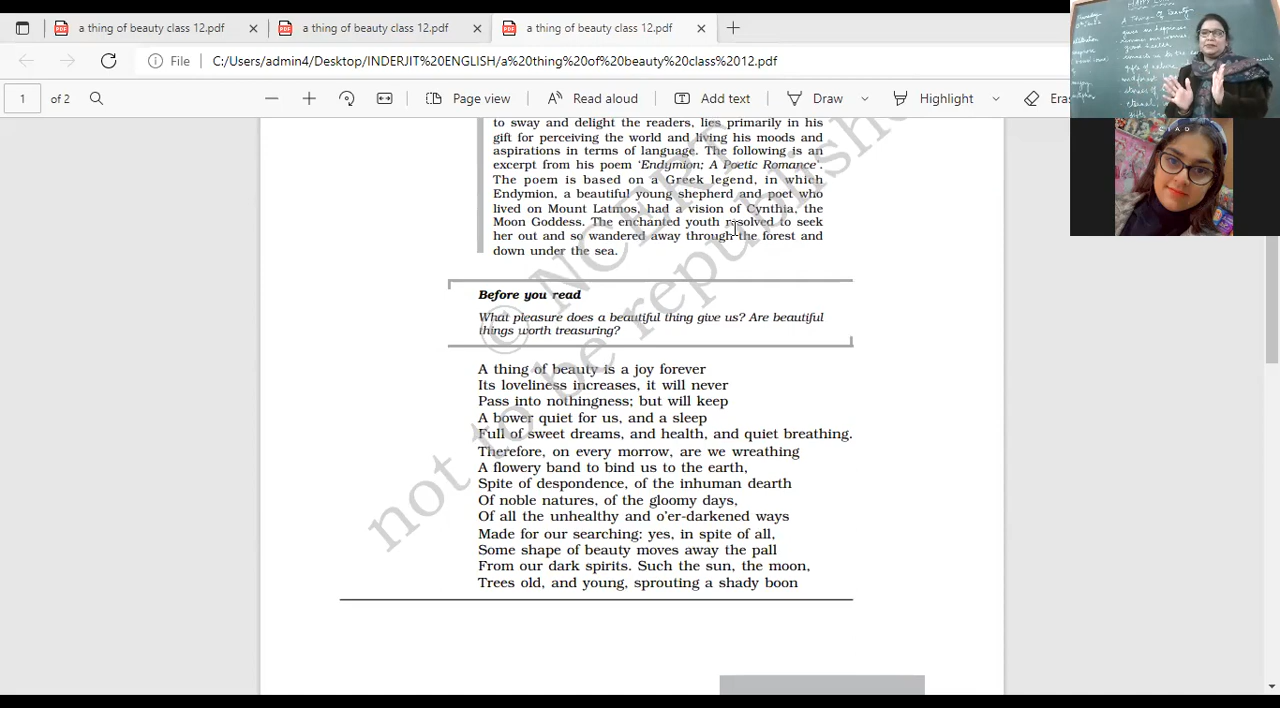 a thing of beauty class 12.pdf
a thing of beauty class 12.pdf
a thing of beauty class 12.pdf
File C:/Users/admin4/Desktop/INDERJIT%20ENGLISH/a%20thing%20of%20beauty%20class%2012.pdf
1 of 2 Page view Read aloud Add text Draw Highlight
A Thing of Beauty
to sway and delight the readers, lies primarily in his
gift for perceiving the world and living his moods and
aspirations in terms of language. The following is an
excerpt from his poem 'Endymion; A Poetic Romance'.
The poem is based on a Greek legend, in which
Endymion, a beautiful young shepherd and poet who
lived on Mount Latmos, had a vision of Cynthia, the
Moon Goddess. The enchanted youth resolved to seek
her out and so wandered away through the forest and
down under the sea.
Before you read
What pleasure does a beautiful thing give us? Are beautiful
things worth treasuring?
A thing of beauty is a joy forever
Its loveliness increases, it will never
Pass into nothingness; but will keep
A bower quiet for us, and a sleep
Full of sweet dreams, and health, and quiet breathing.
Therefore, on every morrow, are we wreathing
A flowery band to bind us to the earth,
Spite of despondence, of the inhuman dearth
Of noble natures, of the gloomy days,
Of all the unhealthy and o'er-darkened ways
Made for our searching: yes, in spite of all,
Some shape of beauty moves away the pall
From our dark spirits. Such the sun, the moon,
Trees old, and young, sprouting a shady boon
© NCERT
not to be republished